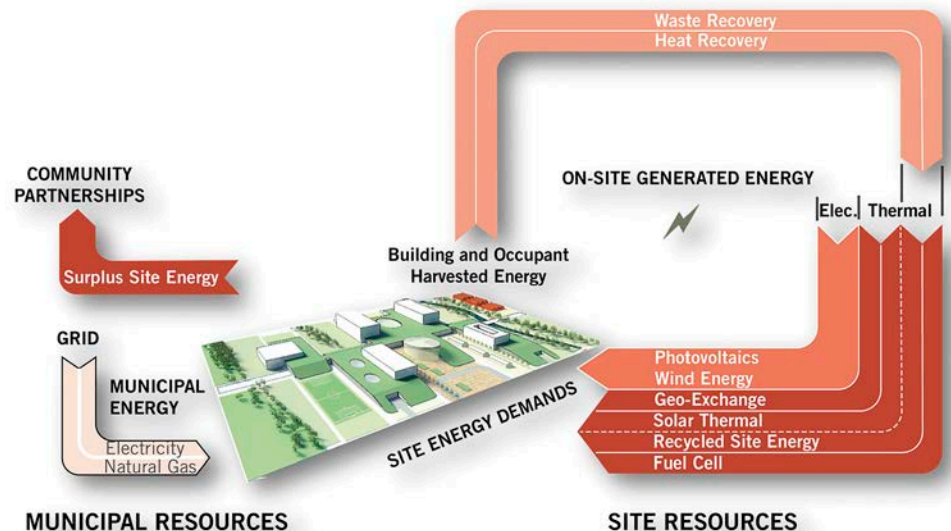 Waste Recovery
Heat Recovery
COMMUNITY
PARTNERSHIPS
ON-SITE GENERATED ENERGY
Elec.
Thermal
Surplus Site Energy
Building and Occupant
Harvested Energy
GRID
MUNICIPAL
ENERGY
Electricity
Natural Gas
SITE ENERGY DEMANDS
Photovoltaics
Wind Energy
Geo-Exchange
Solar Thermal
Recycled Site Energy
Fuel Cell
MUNICIPAL RESOURCES
SITE RESOURCES